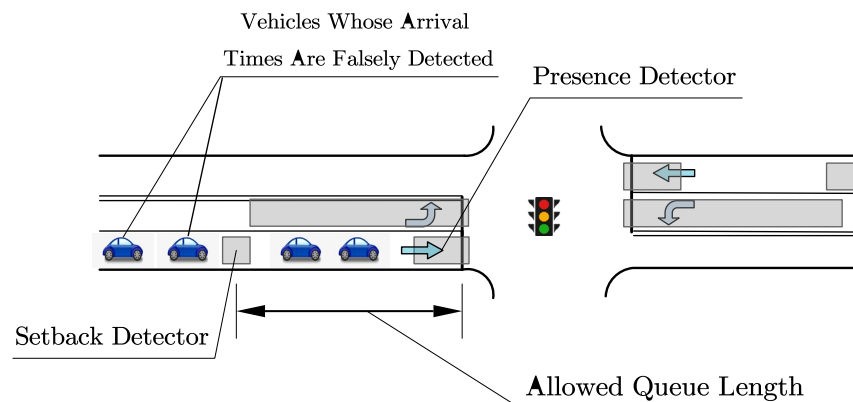 Vehicles Whose Arrival
Times Are Falsely Detected
Presence Detector
Setback Detector
Allowed Queue Length